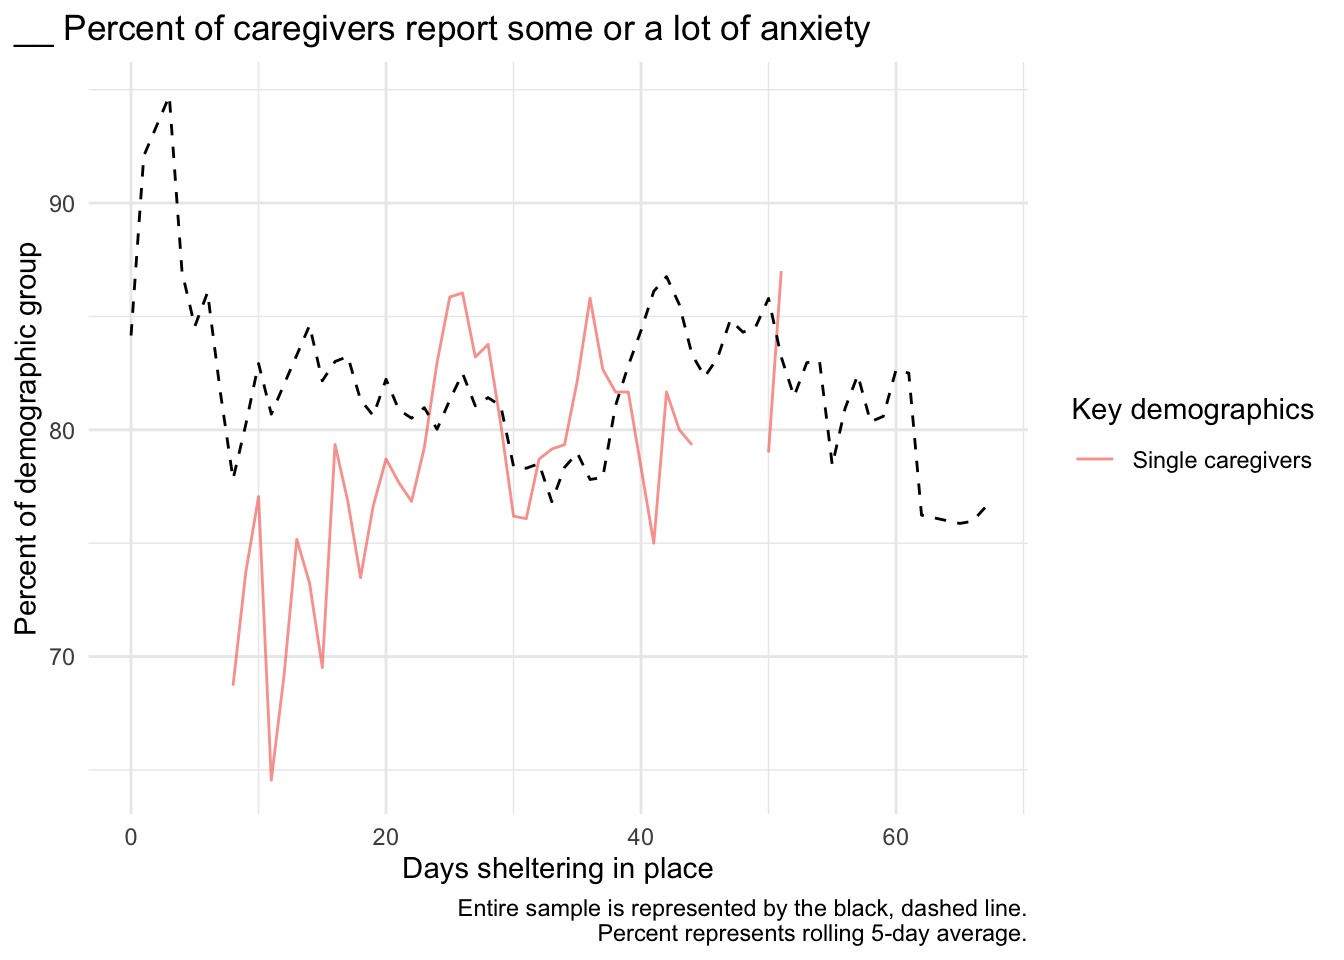 __ Percent of caregivers report some or a lot of anxiety
Percent of demographic group
90
80
70
0
20
40
60
Days sheltering in place
Key demographics
Single caregivers
Entire sample is represented by the black, dashed line.
Percent represents rolling 5-day average.